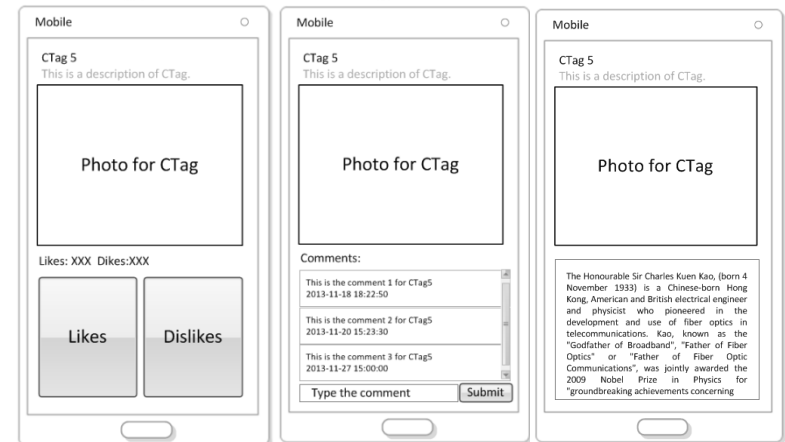 Mobile
CTag 5
This is a description of CTag.
Photo for CTag
Likes: XXX Dikes:XXX
Likes
Dislikes
Mobile
CTag 5
This is a description of CTag.
Photo for CTag
Comments:
This is the comment 1 for CTag5
2013-11-18 18:22:50
This is the comment 2 for CTag5
2013-11-20 15:23:30
This is the comment 3 for CTag5
2013-11-27 15:00:00
Type the comment
Submit
Mobile
CTag 5
This is a description of CTag.
Photo for CTag
The Honourable Sir Charles Kuen Kao, (born 4
November 1933) is a Chinese-born Hong
Kong, American and British electrical engineer
and physicist who pioneered in the
development and use of fiber optics in
telecommunications. Kao, known as the
"Godfather of Broadband", "Father of Fiber
Optics" or "Father of Fiber Optic
Communications", was jointly awarded the
2009 Nobel Prize in Physics for
"groundbreaking achievements concerning